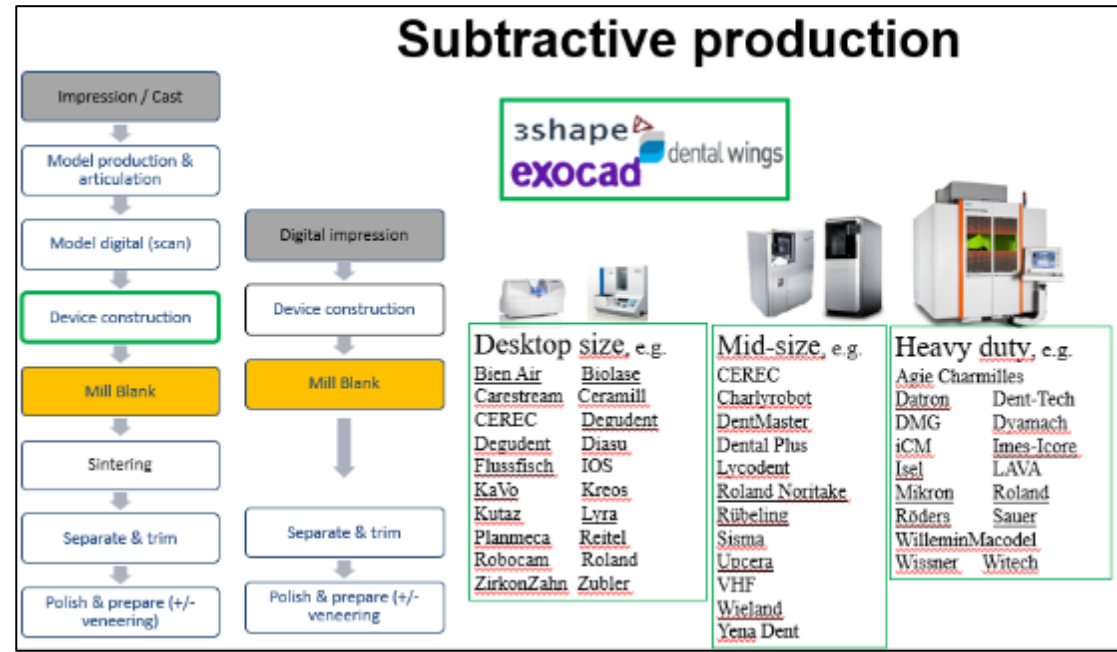 Subtractive production
Impression / Cast
Model production &
articulation
Model digital (scan)
Device construction
Mill Blank
Sintering
Separate & trim
Polish & prepare (+/-
veneering)
Digital impression
Device construction
Mill Blank
Separate & trim
Polish & prepare (+/-
veneering
3shape
dental wings
exocad
Desktop size, e.g.
Bien Air Biolase
Carestream Ceramill
CEREC Degudent
Degudent Diasu
Flussfisch IOS
KaVo Kreos
Kutaz Lyra
Planmeca Reitel
Robocam Roland
ZirkonZahn Zubler
Mid-size, e.g.
CEREC
Charlyrobot
DentMaster
Dental Plus
Lycodent
Roland Noritake
Rübeling
Sisma
Upcera
VHF
Wieland
Yena Dent
Heavy duty, e.g.
Agie Charmilles
Datron Dent-Tech
DMG Dyamach
iCM Imes-Icore
Isel LAVA
Mikron Roland
Röders Sauer
WilleminMacodel
Wissner Witech